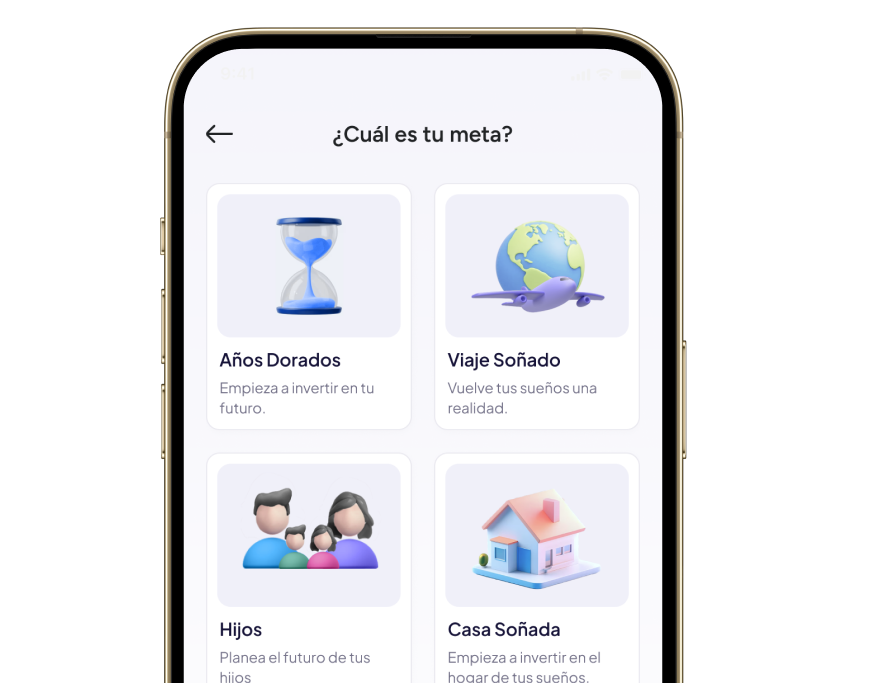 9:41
¿Cuál es tu meta?
Años Dorados
Empieza a invertir en tu
futuro.
Viaje Soñado
Vuelve tus sueños una
realidad.
Hijos
Planea el futuro de tus
hijos
Casa Soñada
Empieza a invertir en el
hogar de tus sueños.